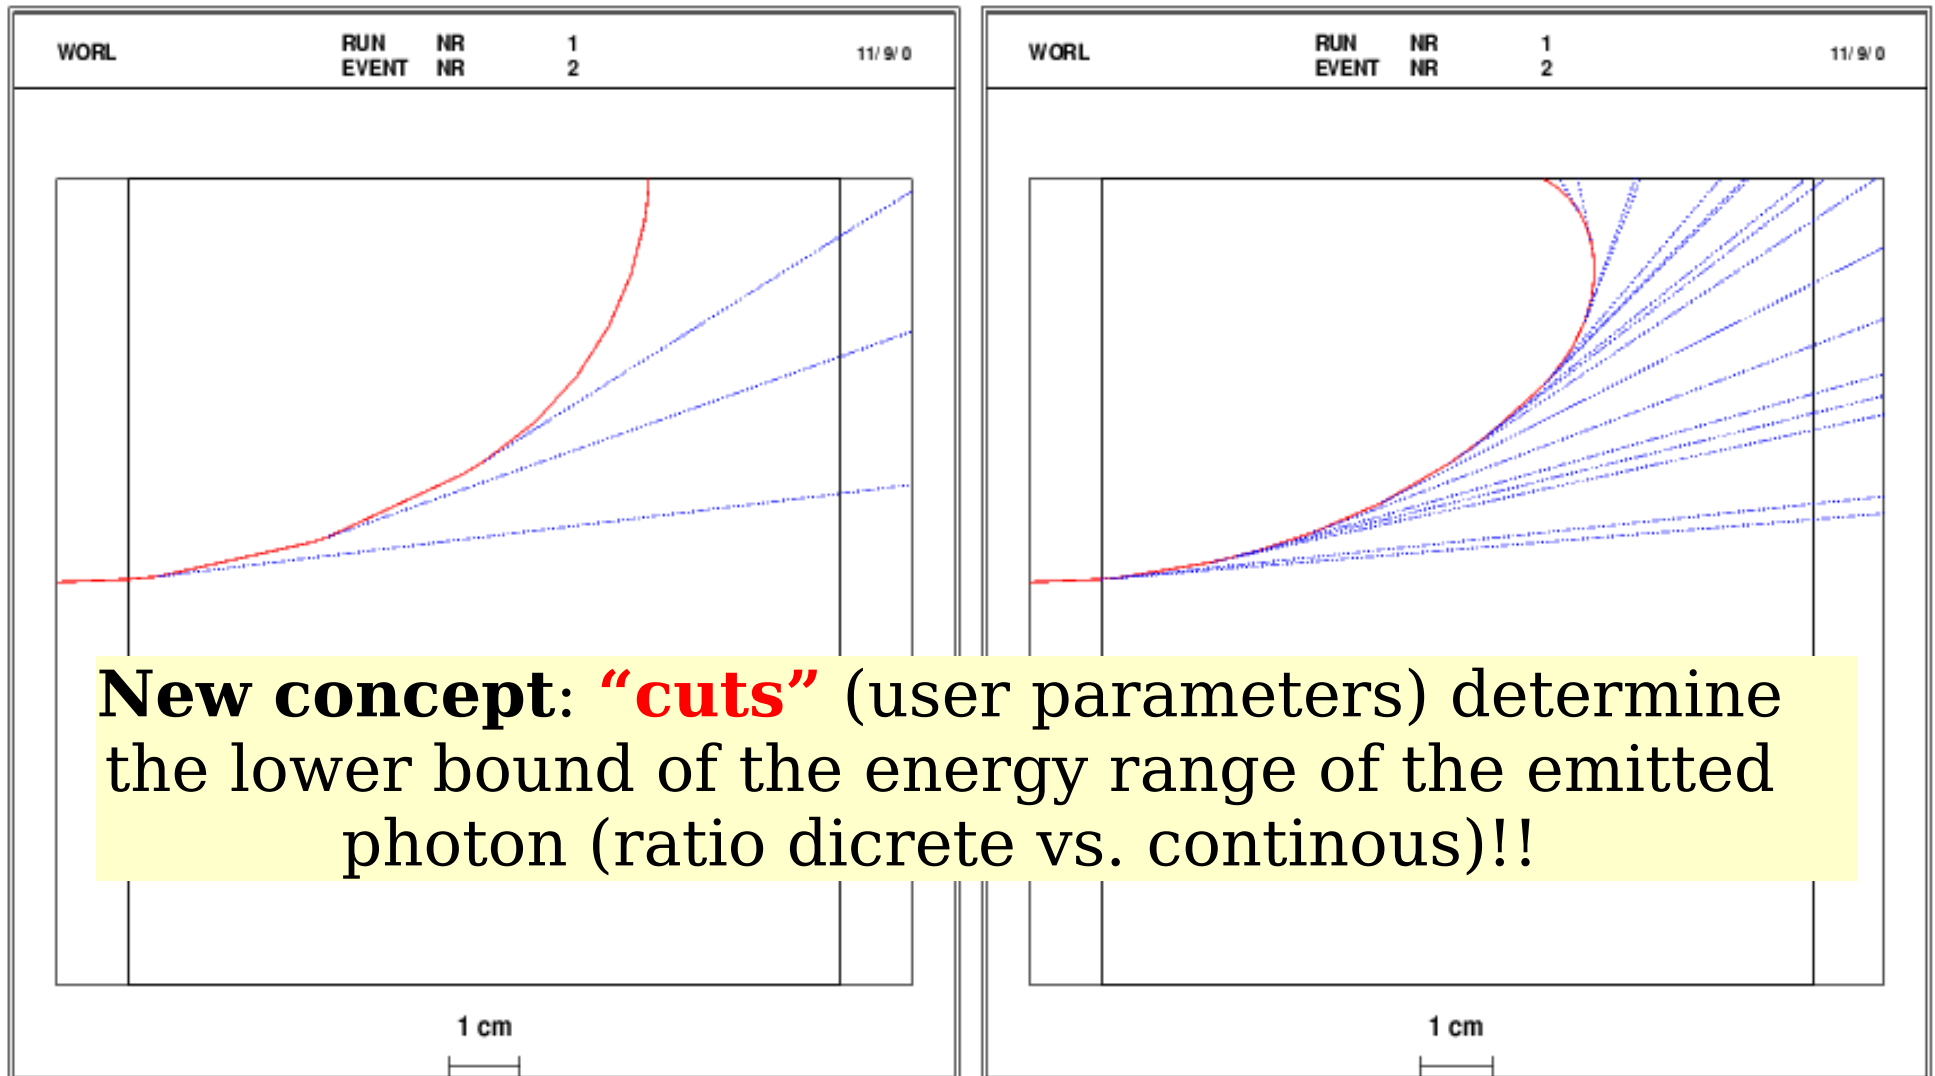 WORL RUN NR 1 11/ 9/ 0
EVENT NR 2
WORL RUN NR 1 11/ 9/ 0
EVENT NR 2
New concept: “cuts” (user parameters) determine
the lower bound of the energy range of the emitted
photon (ratio dicrete vs. continous)!!
1 cm
1 cm